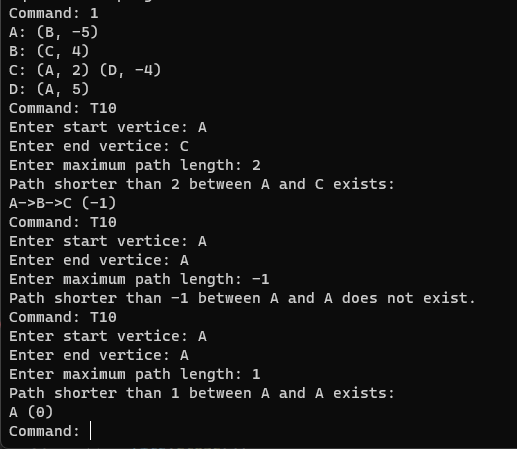 Command: 1
A: (B, -5)
B: (C, 4)
C: (A, 2) (D, -4)
D: (A, 5)
Command: T10
Enter start vertice: A
Enter end vertice: C
Enter maximum path length: 2
Path shorter than 2 between A and C exists:
A->B->C (-1)
Command: T10
Enter start vertice: A
Enter end vertice: A
Enter maximum path length: -1
Path shorter than -1 between A and A does not exist.
Command: T10
Enter start vertice: A
Enter end vertice: A
Enter maximum path length: 1
Path shorter than 1 between A and A exists:
A (0)
Command: